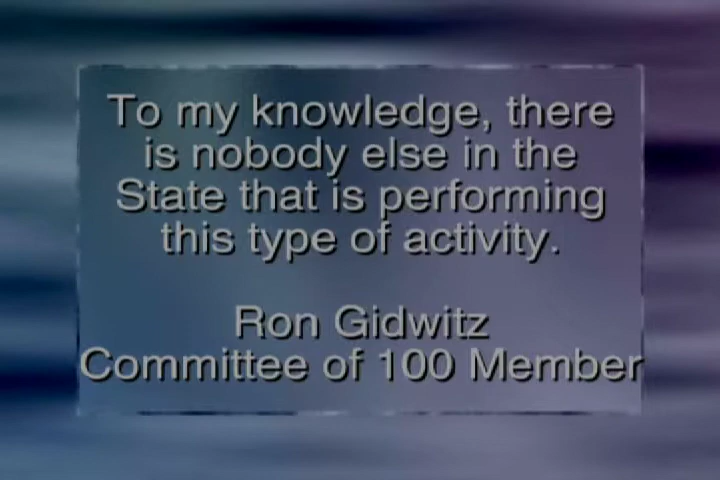 To my knowledge, there
is nobody else in the
State that is performing
this type of activity.
Ron Gidwitz
Committee of 100 Member